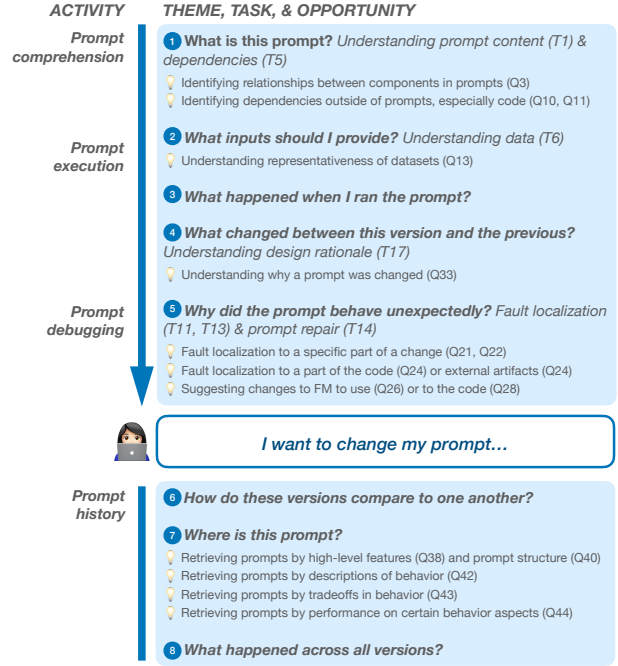 ACTIVITY THEME, TASK, & OPPORTUNITY
Prompt
comprehension
1 What is this prompt? Understanding prompt content (T1) &
dependencies (T5)
Identifying relationships between components in prompts (Q3)
Identifying dependencies outside of prompts, especially code (Q10, Q11)
Prompt
execution
2 What inputs should I provide? Understanding data (T6)
Understanding representativeness of datasets (Q13)
3 What happened when I ran the prompt?
4 What changed between this version and the previous?
Understanding design rationale (T17)
Understanding why a prompt was changed (Q33)
Prompt
debugging
5 Why did the prompt behave unexpectedly? Fault localization
(T11, T13) & prompt repair (T14)
Fault localization to a specific part of a change (Q21, Q22)
Fault localization to a part of the code (Q24) or external artifacts (Q24)
Suggesting changes to FM to use (Q26) or to the code (Q28)
I want to change my prompt…
Prompt
history
6 How do these versions compare to one another?
7 Where is this prompt?
Retrieving prompts by high-level features (Q38) and prompt structure (Q40)
Retrieving prompts by descriptions of behavior (Q42)
Retrieving prompts by tradeoffs in behavior (Q43)
Retrieving prompts by performance on certain behavior aspects (Q44)
8 What happened across all versions?